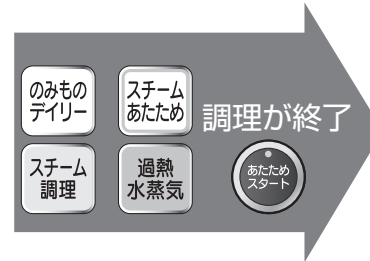 のみもの
デイリー
スチーム
あたため
スチーム
調理
過熱
水蒸気
調理が終了
あたため
スタート